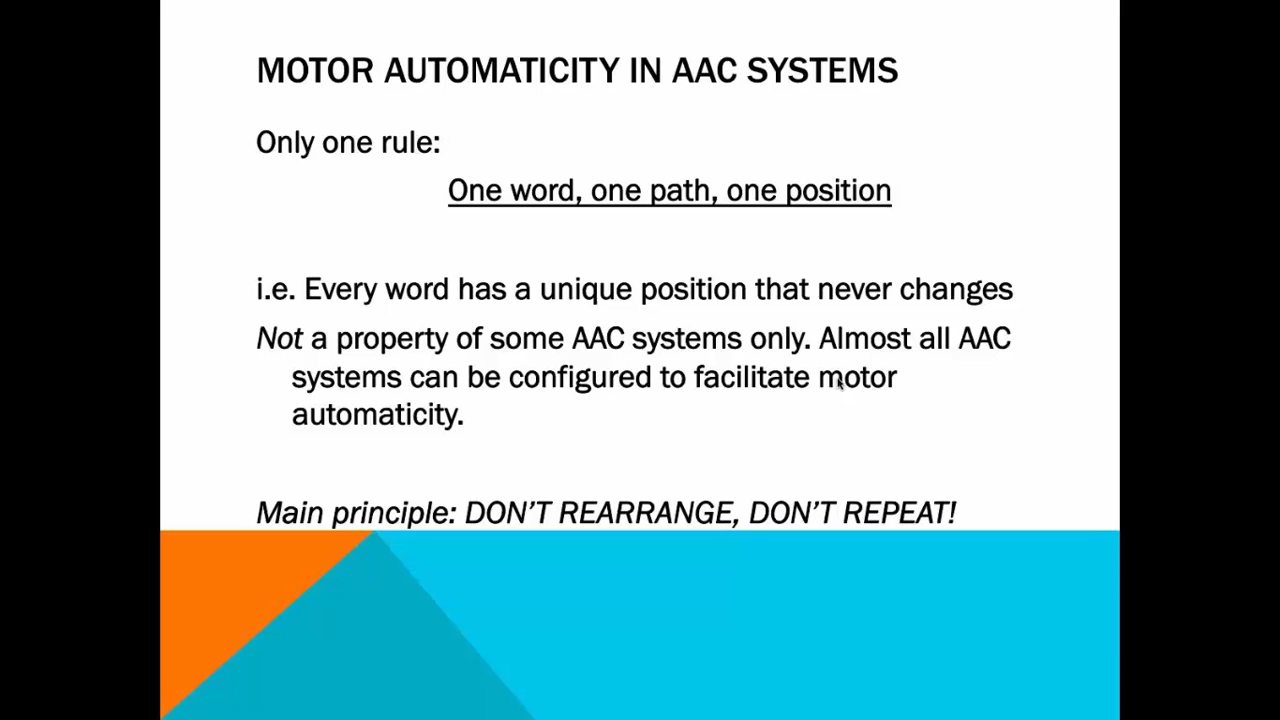 MOTOR AUTOMATICITY IN AAC SYSTEMS
Only one rule:
One word, one path, one position
i.e. Every word has a unique position that never changes
Not a property of some AAC systems only. Almost all AAC
systems can be configured to facilitate motor
automaticity.
Main principle: DON'T REARRANGE, DON'T REPEAT!